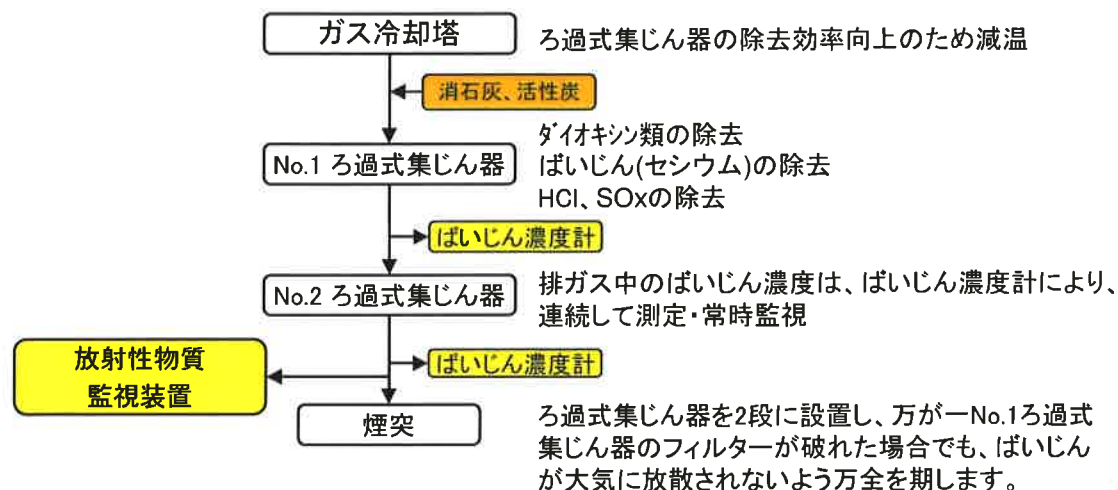 ガス冷却塔
ろ過式集じん器の除去効率向上のため減温
消石灰、活性炭
No.1 ろ過式集じん器
ダイオキシン類の除去
ばいじん(セシウム)の除去
HCl、SOxの除去
ばいじん濃度計
No.2 ろ過式集じん器
排ガス中のばいじん濃度は、ばいじん濃度計により、
連続して測定・常時監視
放射性物質
監視装置
ばいじん濃度計
煙突
ろ過式集じん器を2段に設置し、万が一No.1ろ過式
集じん器のフィルターが破れた場合でも、ばいじん
が大気に放散されないよう万全を期します。